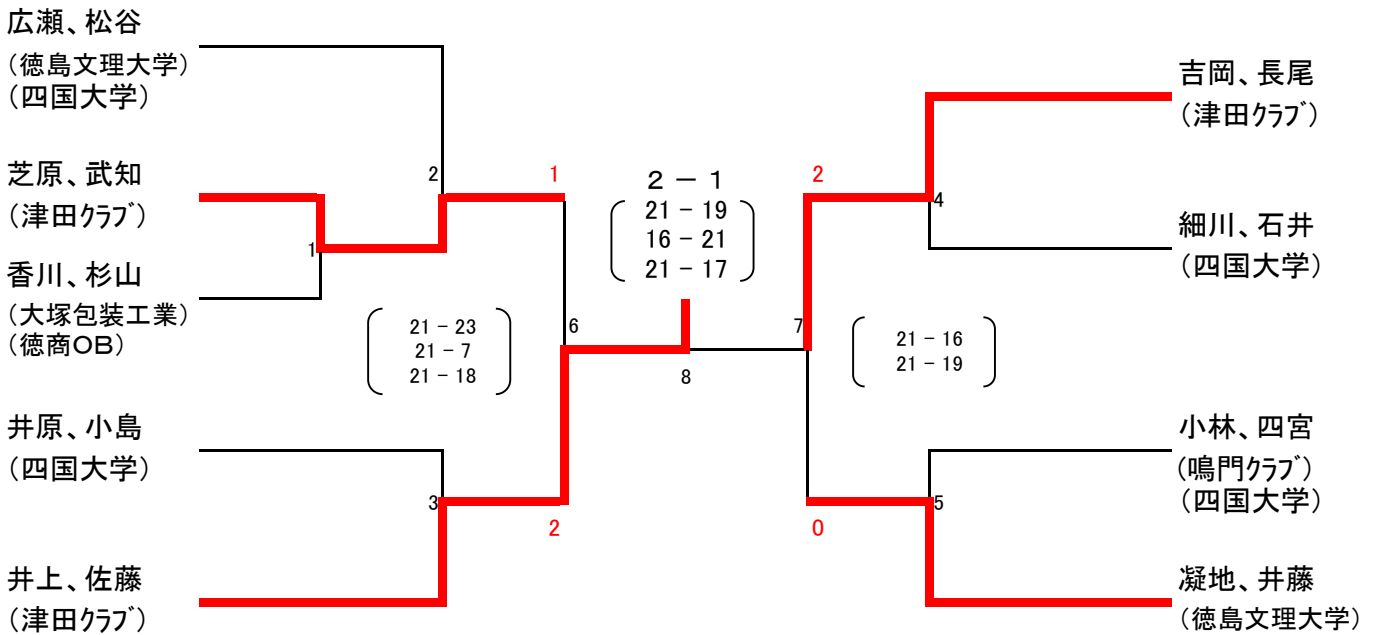 広瀬、松谷
（徳島文理大学）
（四国大学）
芝原、武知
（津田ｸﾗﾌﾞ）
香川、杉山
（大塚包装工業）
（徳商ＯＢ）
井原、小島
（四国大学）
井上、佐藤
（津田ｸﾗﾌﾞ）
1
2
3
1
2
6
21 − 23
21 − 7
21 − 18
２ − １
21 − 19
16 − 21
21 − 17
8
2
7
0
21 − 16
21 − 19
4
5
吉岡、長尾
（津田ｸﾗﾌﾞ）
細川、石井
（四国大学）
小林、四宮
（鳴門ｸﾗﾌﾞ）
（四国大学）
凝地、井藤
（徳島文理大学）